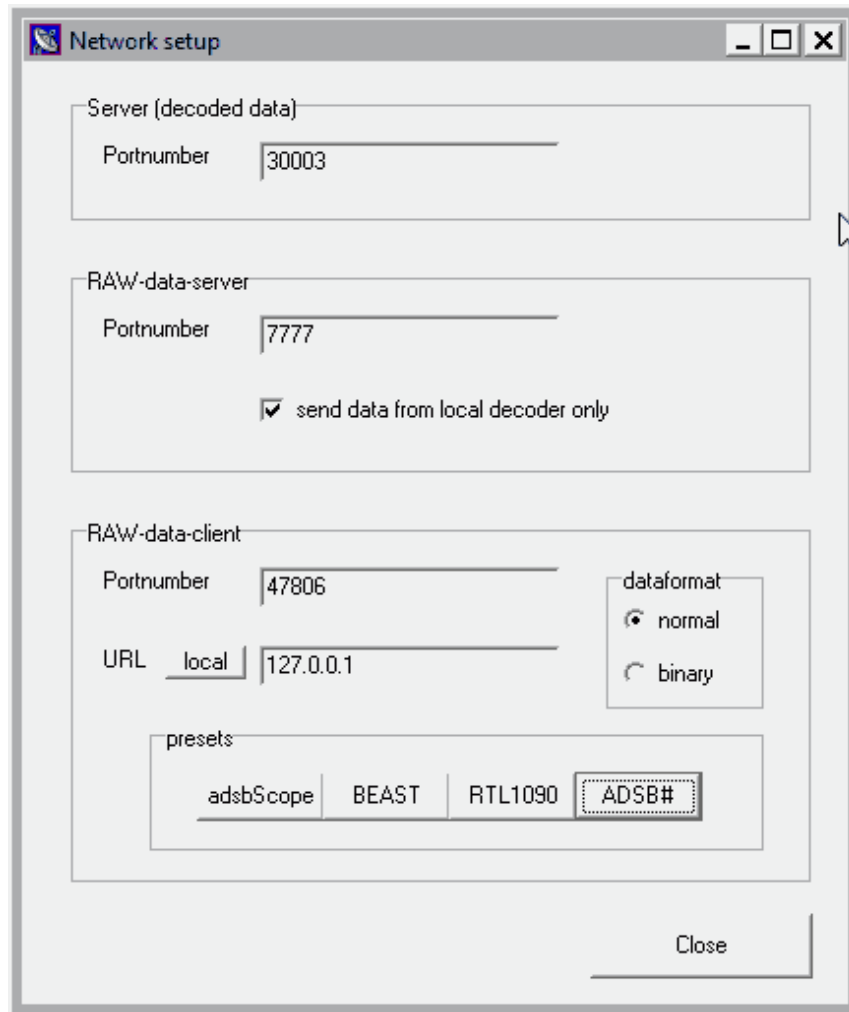 Network setup
Server (decoded data)
Portnumber 30003
RAW-data-server
Portnumber 7777
send data from local decoder only
RAW-data-client
Portnumber 47806
dataformat
normal
URL local 127.0.0.1
binary
presets
adsbScope BEAST RTL1090 ADSB#
Close